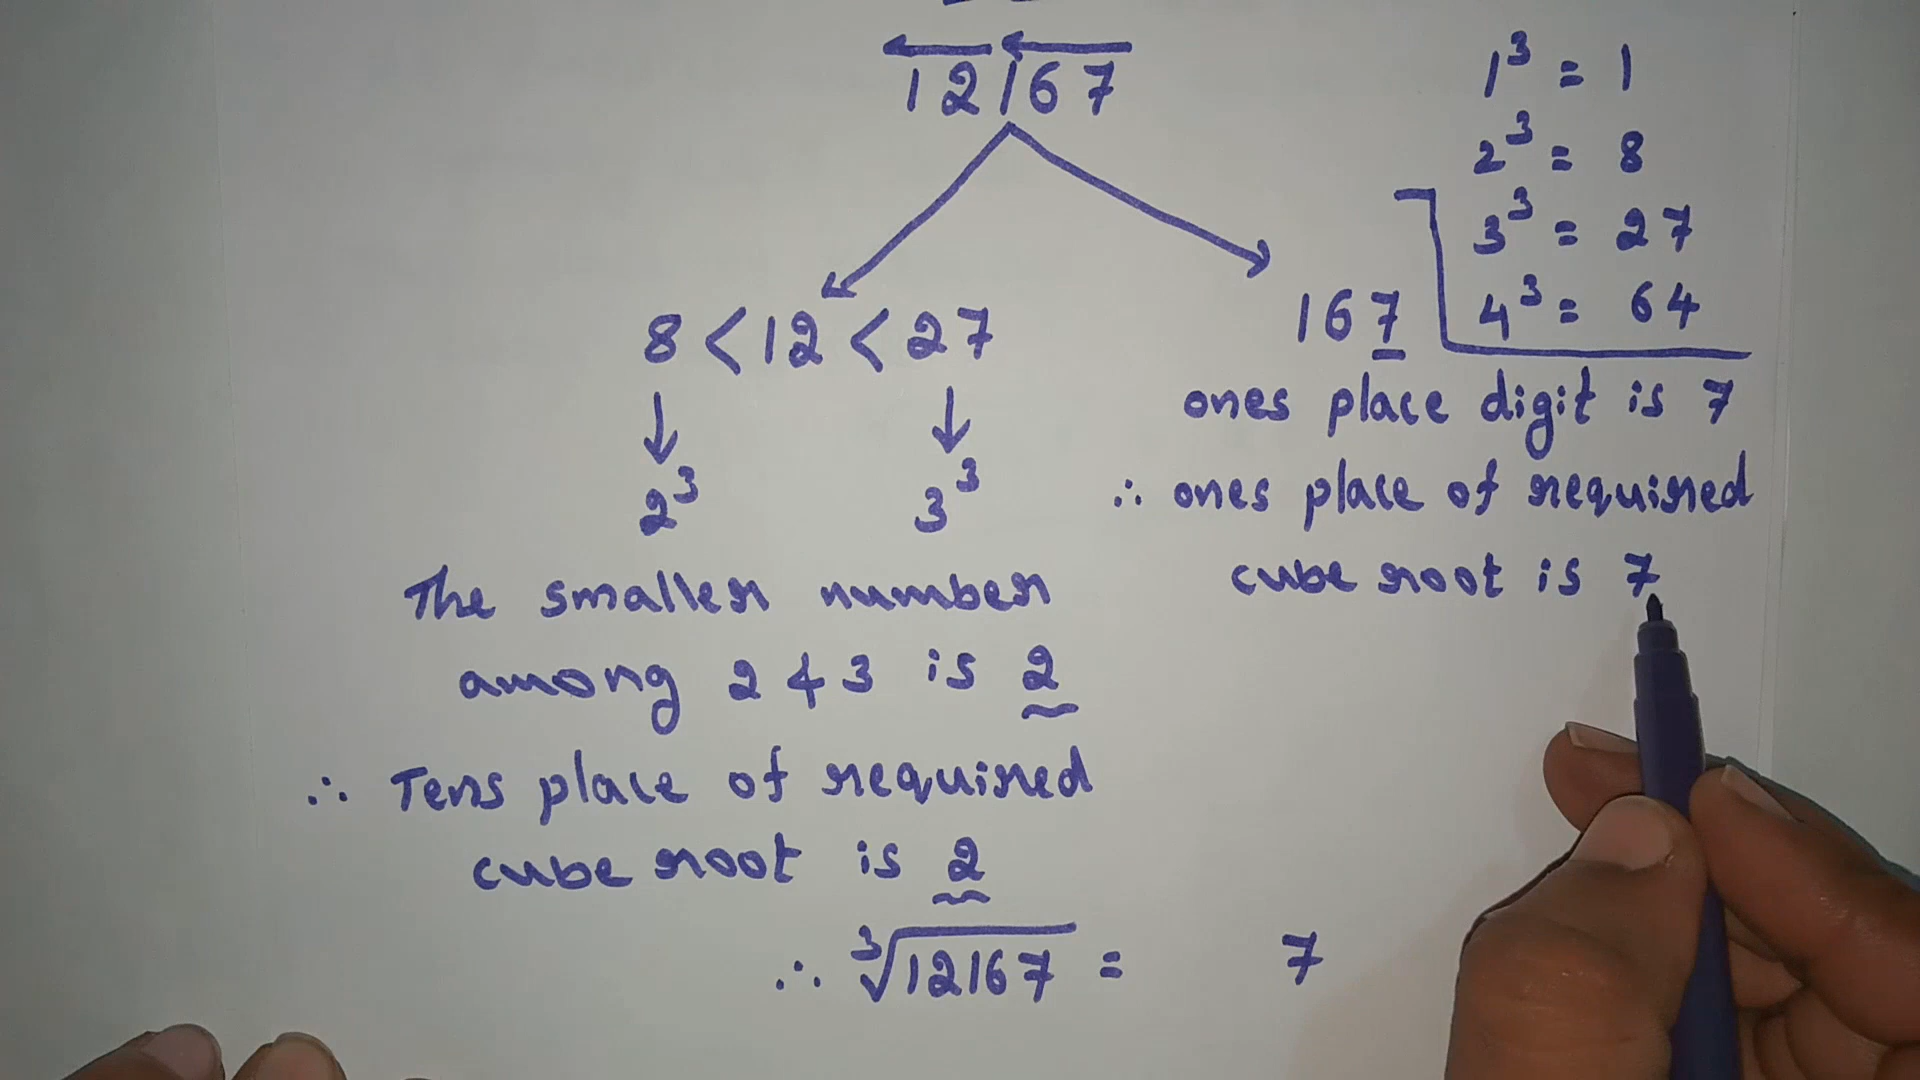 12167
1³ = 1
2³ = 8
3³ = 27
4³ = 64
8 < 12 < 27
2³ 3³
The smaller number
among 2 & 3 is 2
∴ Tens place of required
cube root is 2
167
ones place digit is 7
∴ ones place of required
cube root is 7
∴ ∛12167 = 7